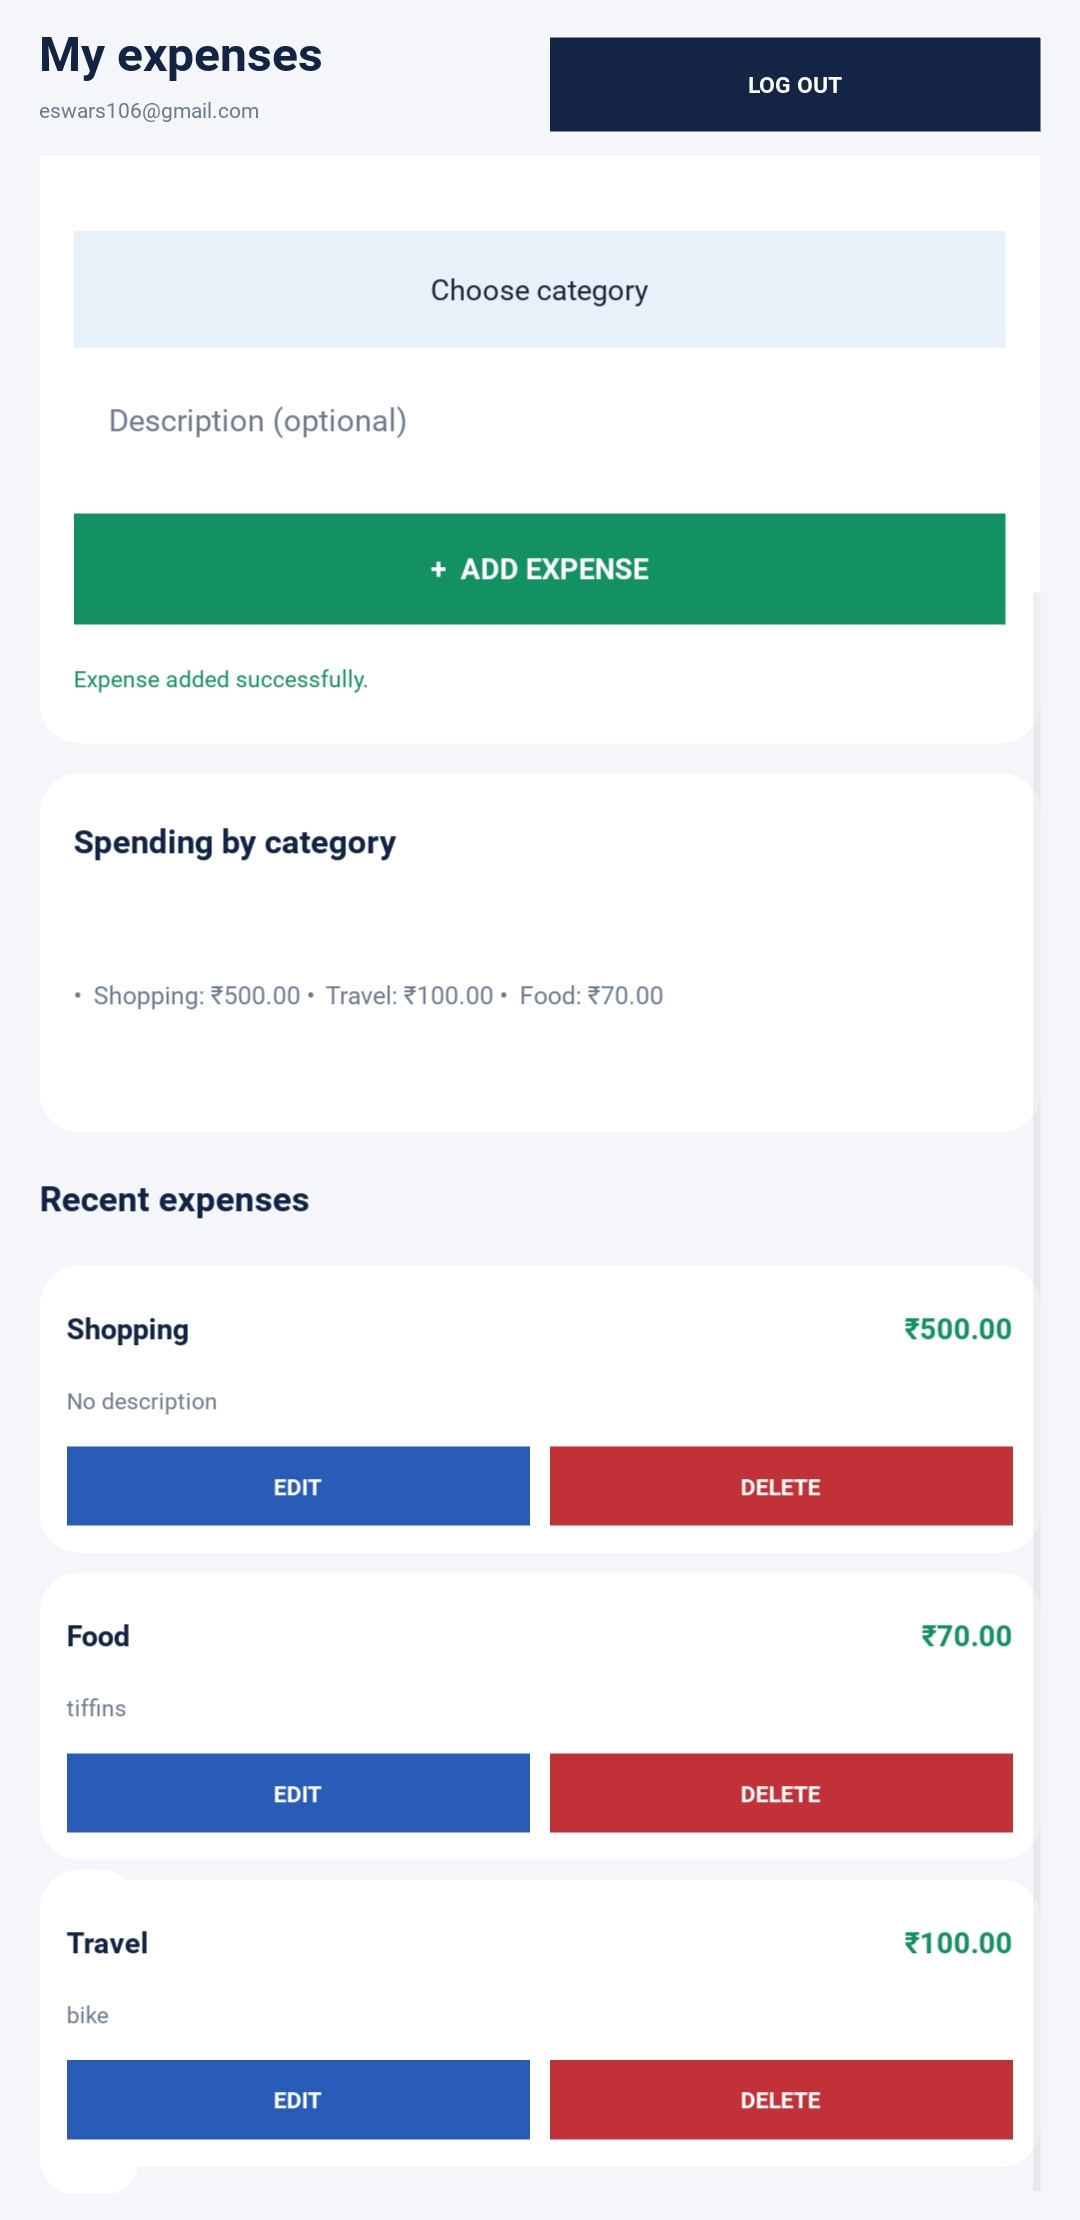 My expenses
LOG OUT
eswars106@gmail.com
Choose category
Description (optional)
+ ADD EXPENSE
Expense added successfully.
Spending by category
• Shopping: ₹500.00 • Travel: ₹100.00 • Food: ₹70.00
Recent expenses
Shopping ₹500.00
No description
EDIT DELETE
Food ₹70.00
tiffins
EDIT DELETE
Travel ₹100.00
bike
EDIT DELETE